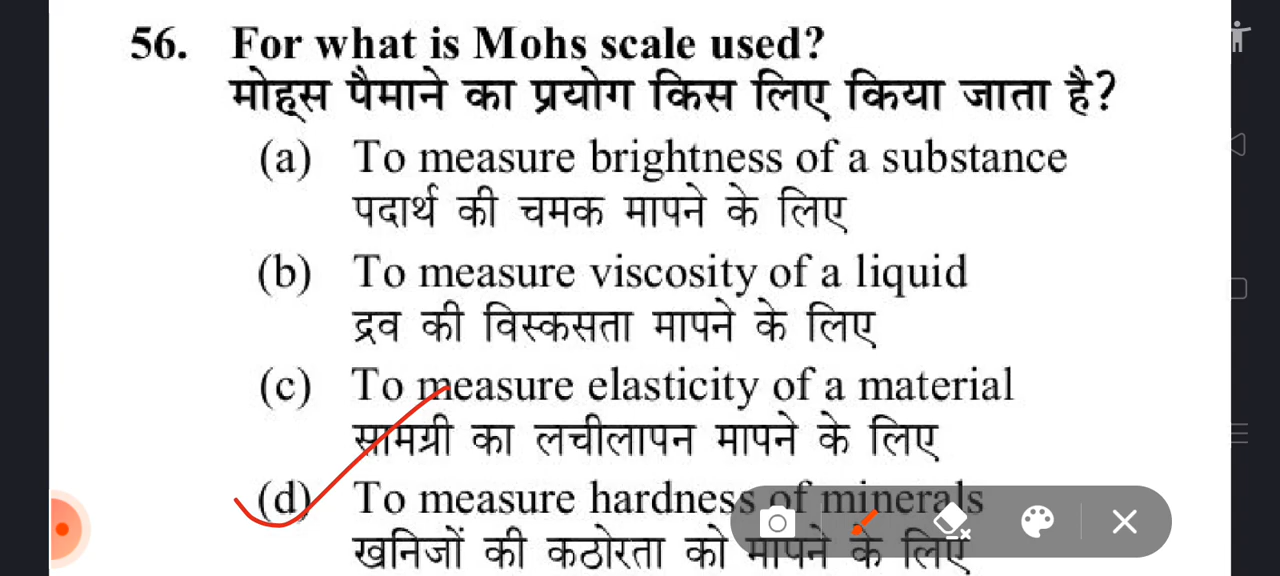 56. For what is Mohs scale used?
मोह्स पैमाने का प्रयोग किस लिए किया जाता है?
(a) To measure brightness of a substance
पदार्थ की चमक मापने के लिए
(b) To measure viscosity of a liquid
द्रव की विस्कसता मापने के लिए
(c) To measure elasticity of a material
सामग्री का लचीलापन मापने के लिए
(d) To measure hardness of minerals
खनिजों की कठोरता को मापने के लिए